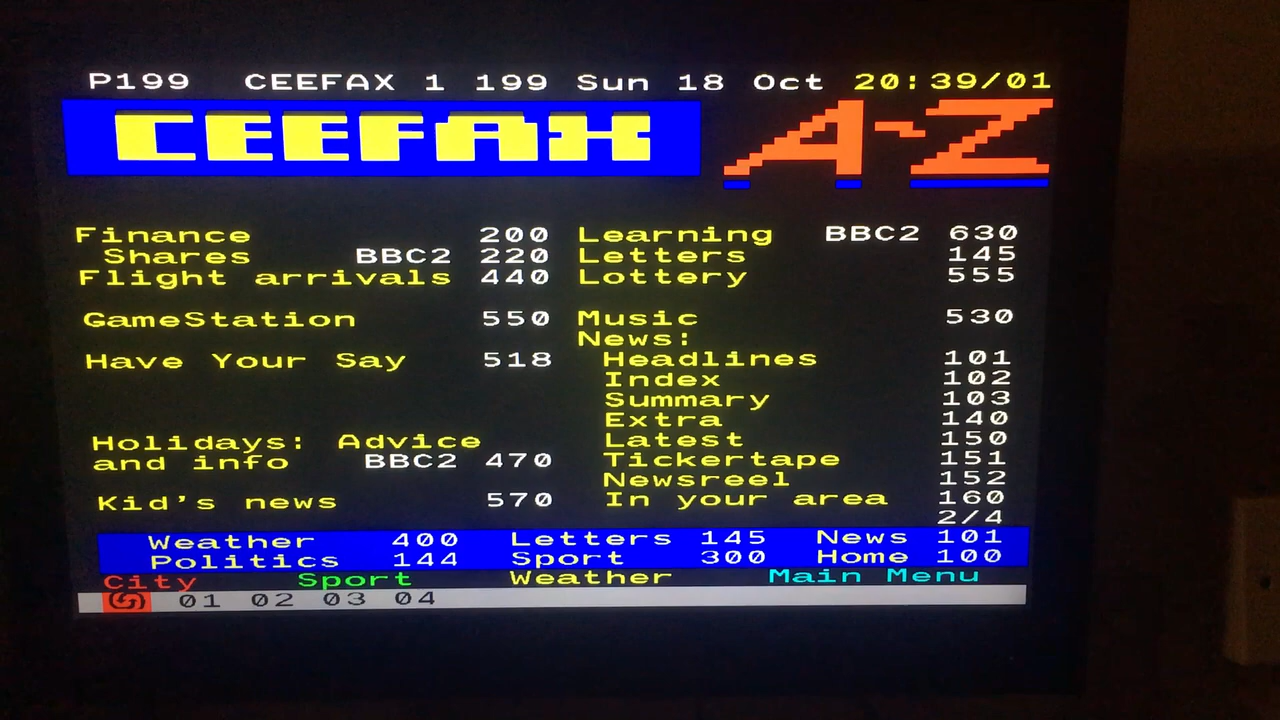 P199 CEEFAX 1 199 Sun 18 Oct 20:39/01
CEEFAX A-Z
Finance 200 Learning BBC2 630
Shares BBC2 220 Letters 145
Flight arrivals 440 Lottery 555
GameStation 550 Music 530
News:
Have Your Say 518 Headlines 101
Index 102
Summary 103
Extra 140
Holidays: Advice Latest 150
and info BBC2 470 Tickertape 151
Newsreel 152
Kid's news 570 In your area 160
2/4
Weather 400 Letters 145 News 101
Politics 144 Sport 300 Home 100
City Sport Weather Main Menu
01 02 03 04